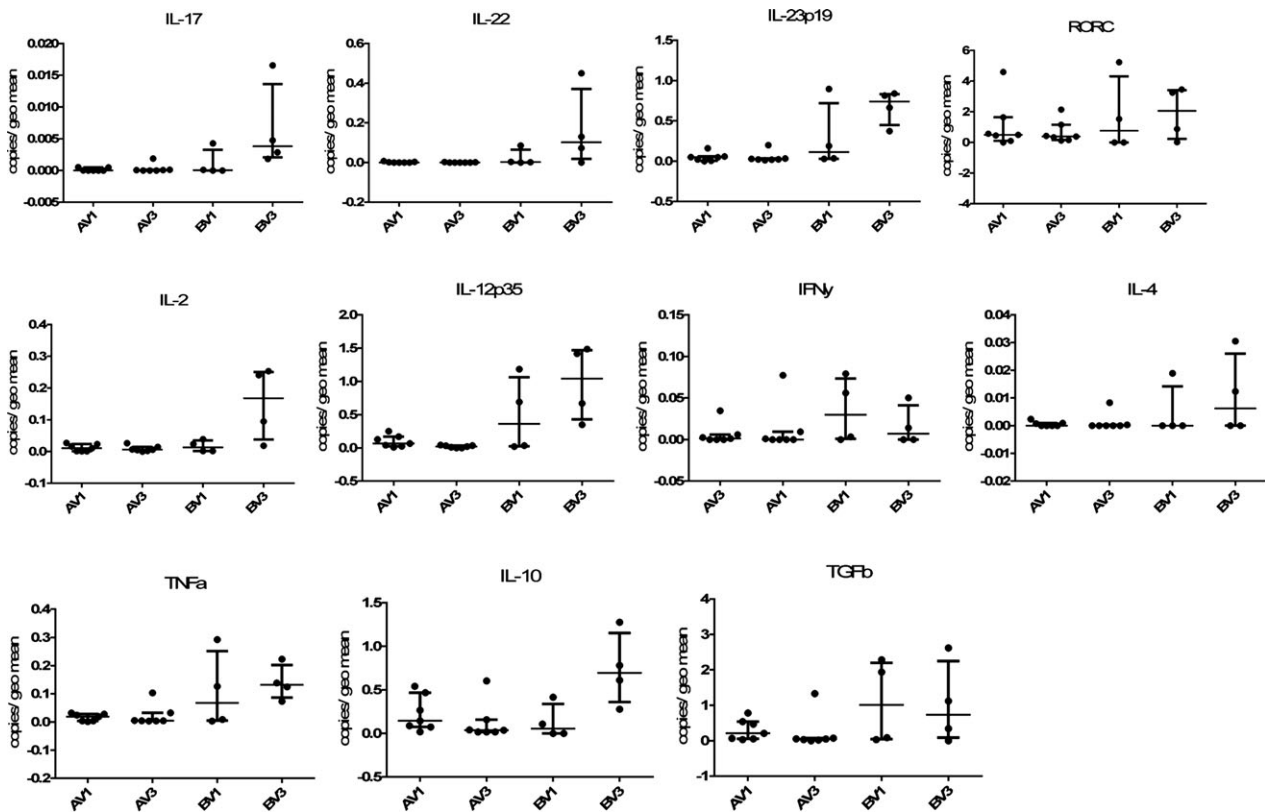 IL-17
IL-22
IL-23p19
RORC
copies/ geo mean
0.020
0.015
0.010
0.005
0.000
-0.005
AV1
AV3
BV1
BV3
copies/ geo mean
0.6
0.4
0.2
0.0
-0.2
AV1
AV3
BV1
BV3
copies/ geo mean
1.5
1.0
0.5
0.0
-0.5
AV1
AV3
BV1
BV3
copies/ geo mean
6
4
2
0
-2
-4
AV1
AV3
BV1
BV3
IL-2
IL-12p35
IFNγ
IL-4
copies/ geo mean
0.4
0.3
0.2
0.1
0.0
-0.1
AV1
AV3
BV1
BV3
copies/ geo mean
2.0
1.5
1.0
0.5
0.0
-0.5
AV1
AV3
BV1
BV3
copies/ geo mean
0.15
0.10
0.05
0.00
-0.05
AV3
AV1
BV1
BV3
copies/ geo mean
0.04
0.03
0.02
0.01
0.00
-0.01
-0.02
AV1
AV3
BV1
BV3
TNFa
IL-10
TGFb
copies/ geo mean
0.4
0.3
0.2
0.1
0.0
-0.1
-0.2
AV1
AV3
BV1
BV3
copies/ geo mean
1.5
1.0
0.5
0.0
-0.5
AV1
AV3
BV1
BV3
copies/ geo mean
4
3
2
1
0
-1
AV1
AV3
BV1
BV3